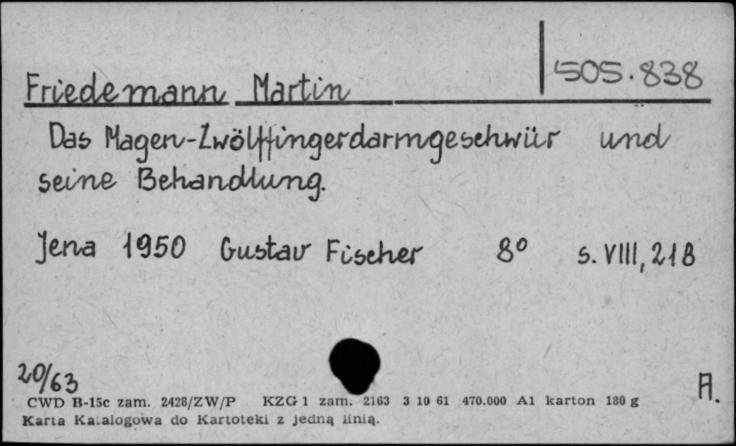 505.838
Friedemann Martin
Das Magen-Zwölffingerdarmgeschwür und
seine Behandlung.
Jena 1950 Gustav Fischer 8° s. VIII, 218
20/63
A.
CWD B-15c zam. 2428/ZW/P KZG 1 zam. 2163 3 10 61 470.000 A1 karton 180 g
Karta Katalogowa do Kartoteki z jedną linią.